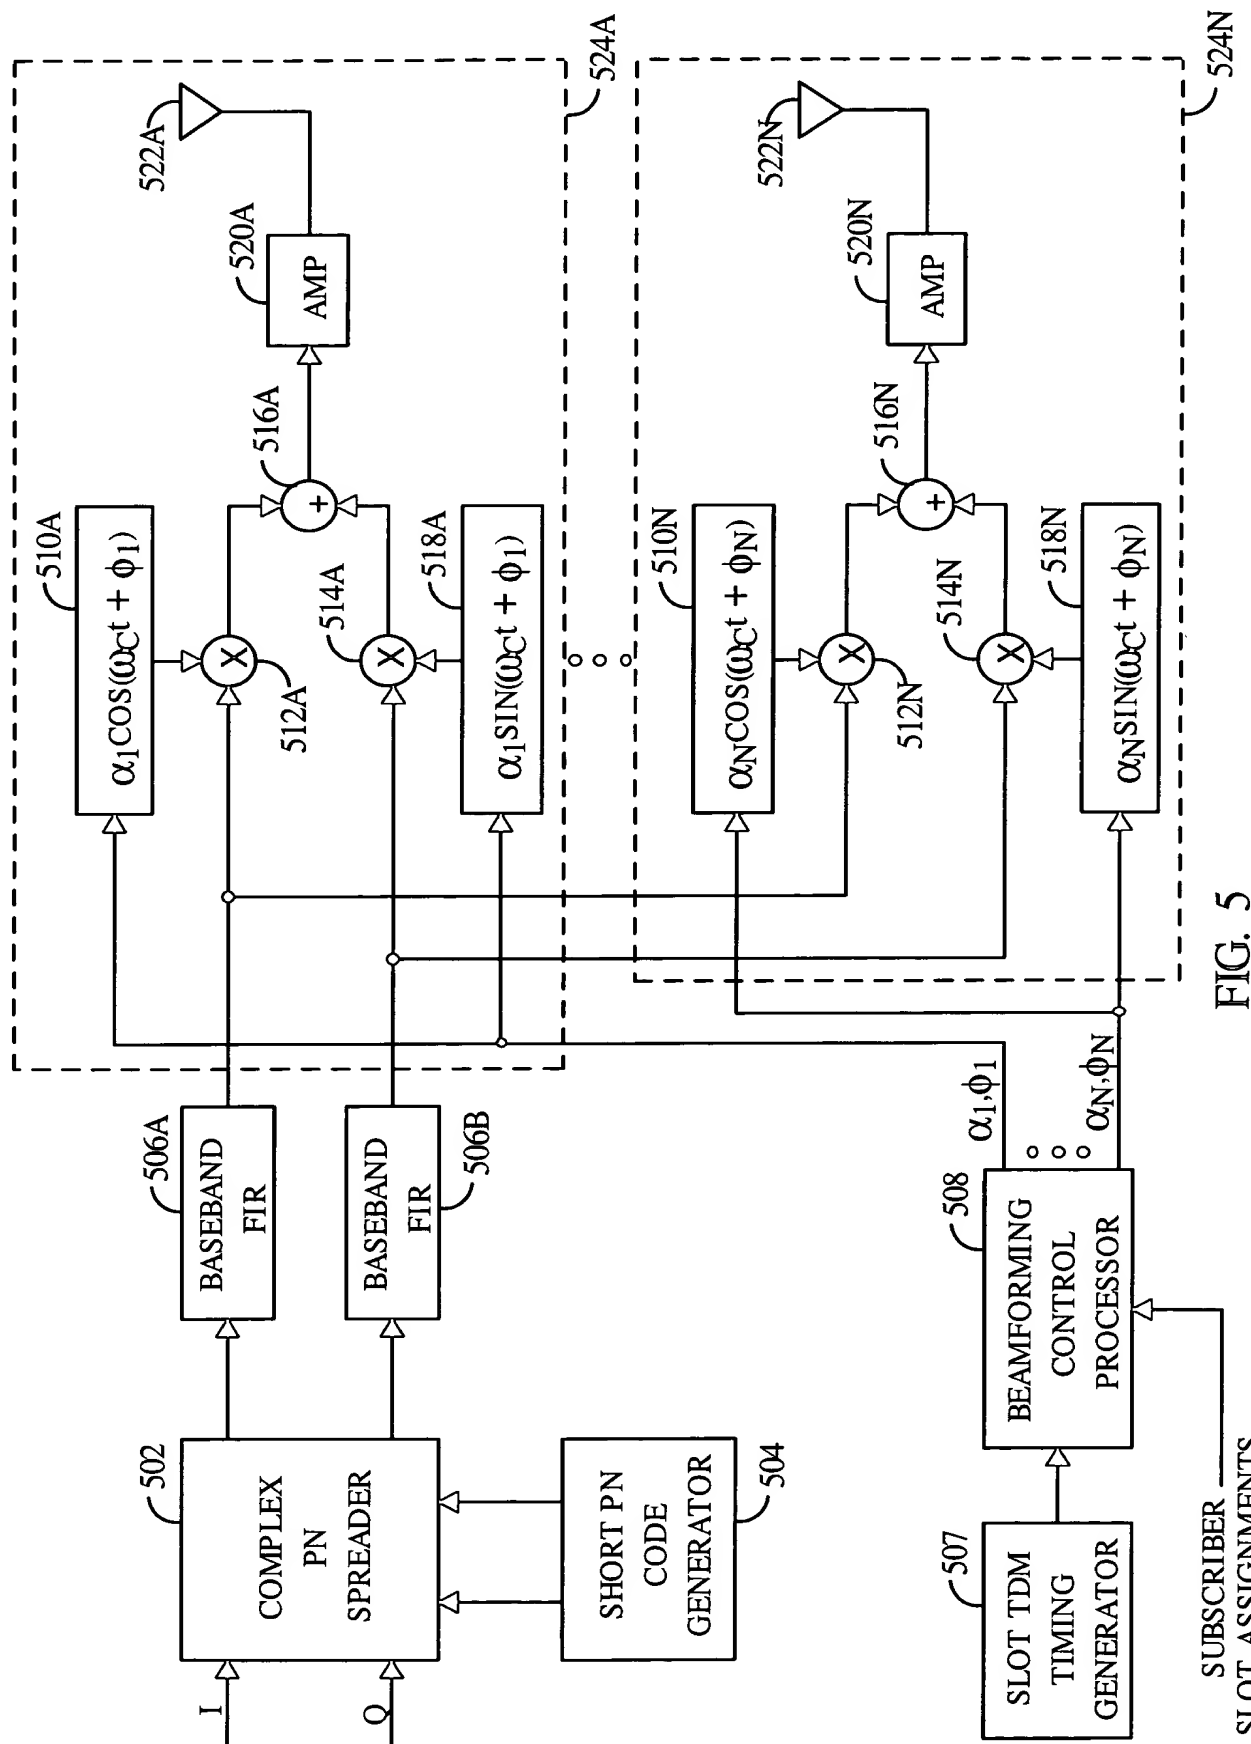 I
Q
502
COMPLEX
PN
SPREADER
SHORT PN
CODE
GENERATOR
504
506A
BASEBAND
FIR
BASEBAND
FIR
506B
507
SLOT TDM
TIMING
GENERATOR
508
BEAMFORMING
CONTROL
PROCESSOR
SUBSCRIBER
SLOT ASSIGNMENTS
α1,ϕ1
αN,ϕN
510A
α1COS(ωCt + ϕ1)
512A
514A
518A
α1SIN(ωCt + ϕ1)
X
X
516A
+
520A
AMP
522A
524A
510N
αNCOS(ωCt + ϕN)
512N
514N
518N
αNSIN(ωCt + ϕN)
X
X
516N
+
520N
AMP
522N
524N
FIG. 5